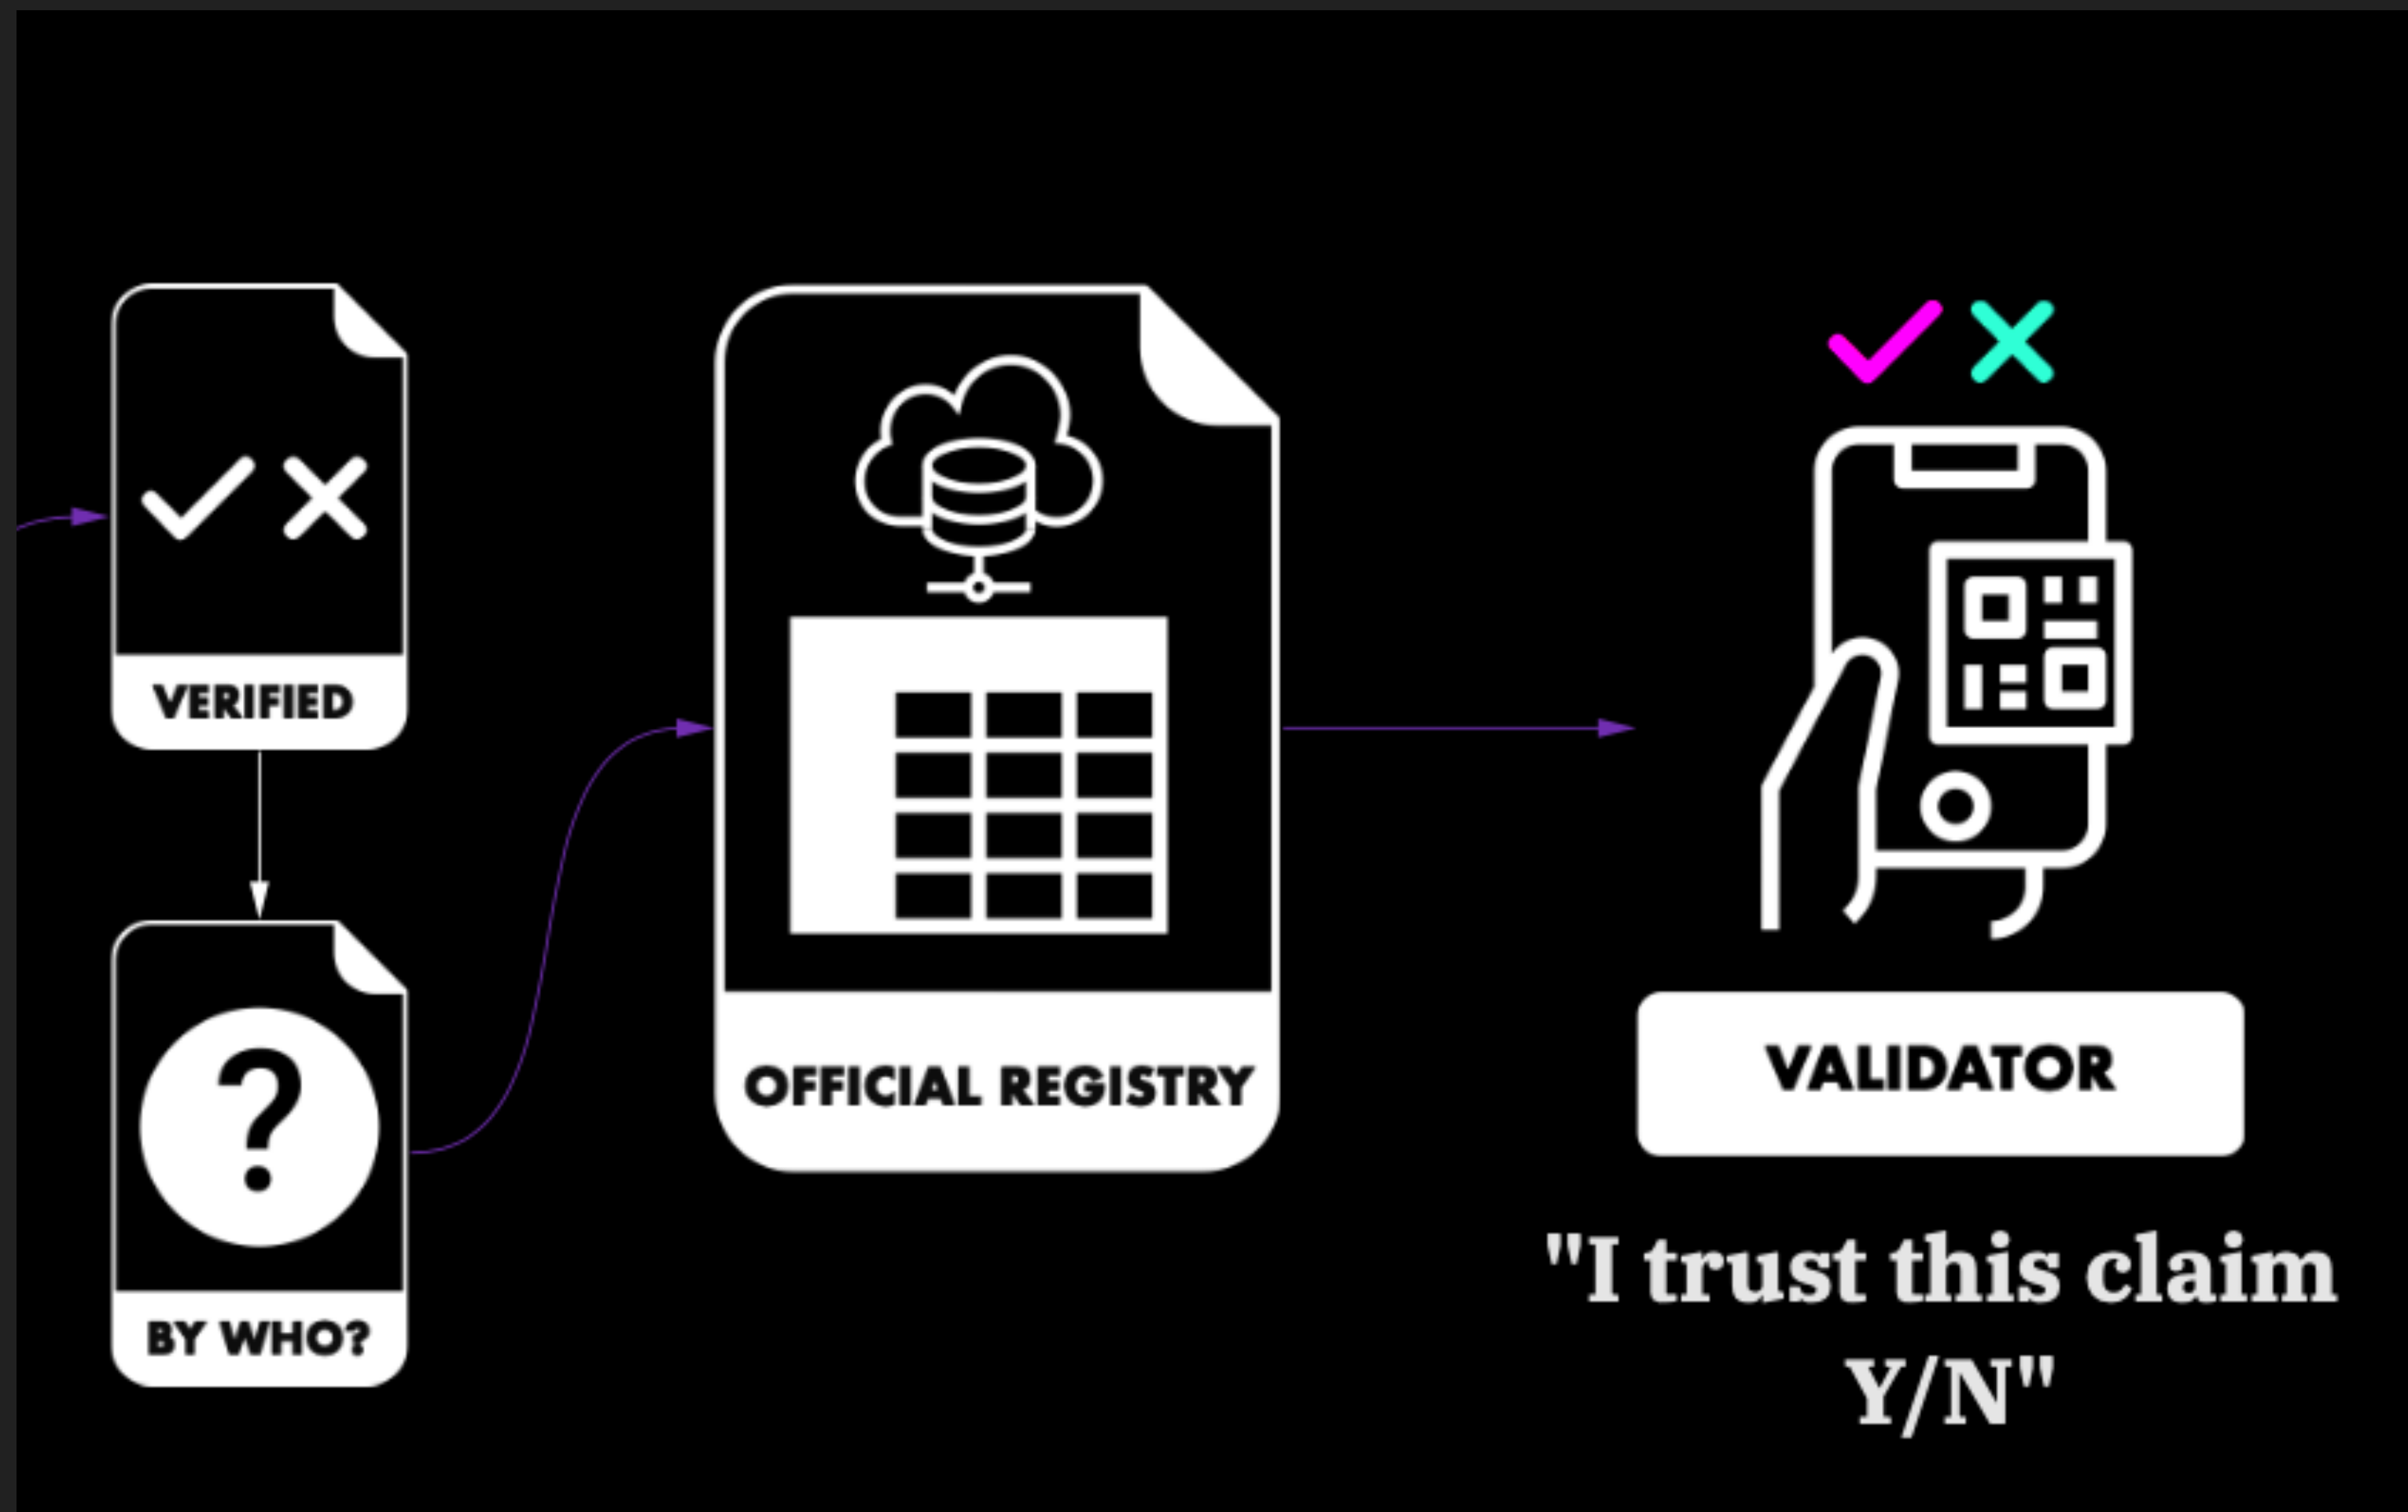 VERIFIED
BY WHO?
OFFICIAL REGISTRY
VALIDATOR
"I trust this claim
Y/N"